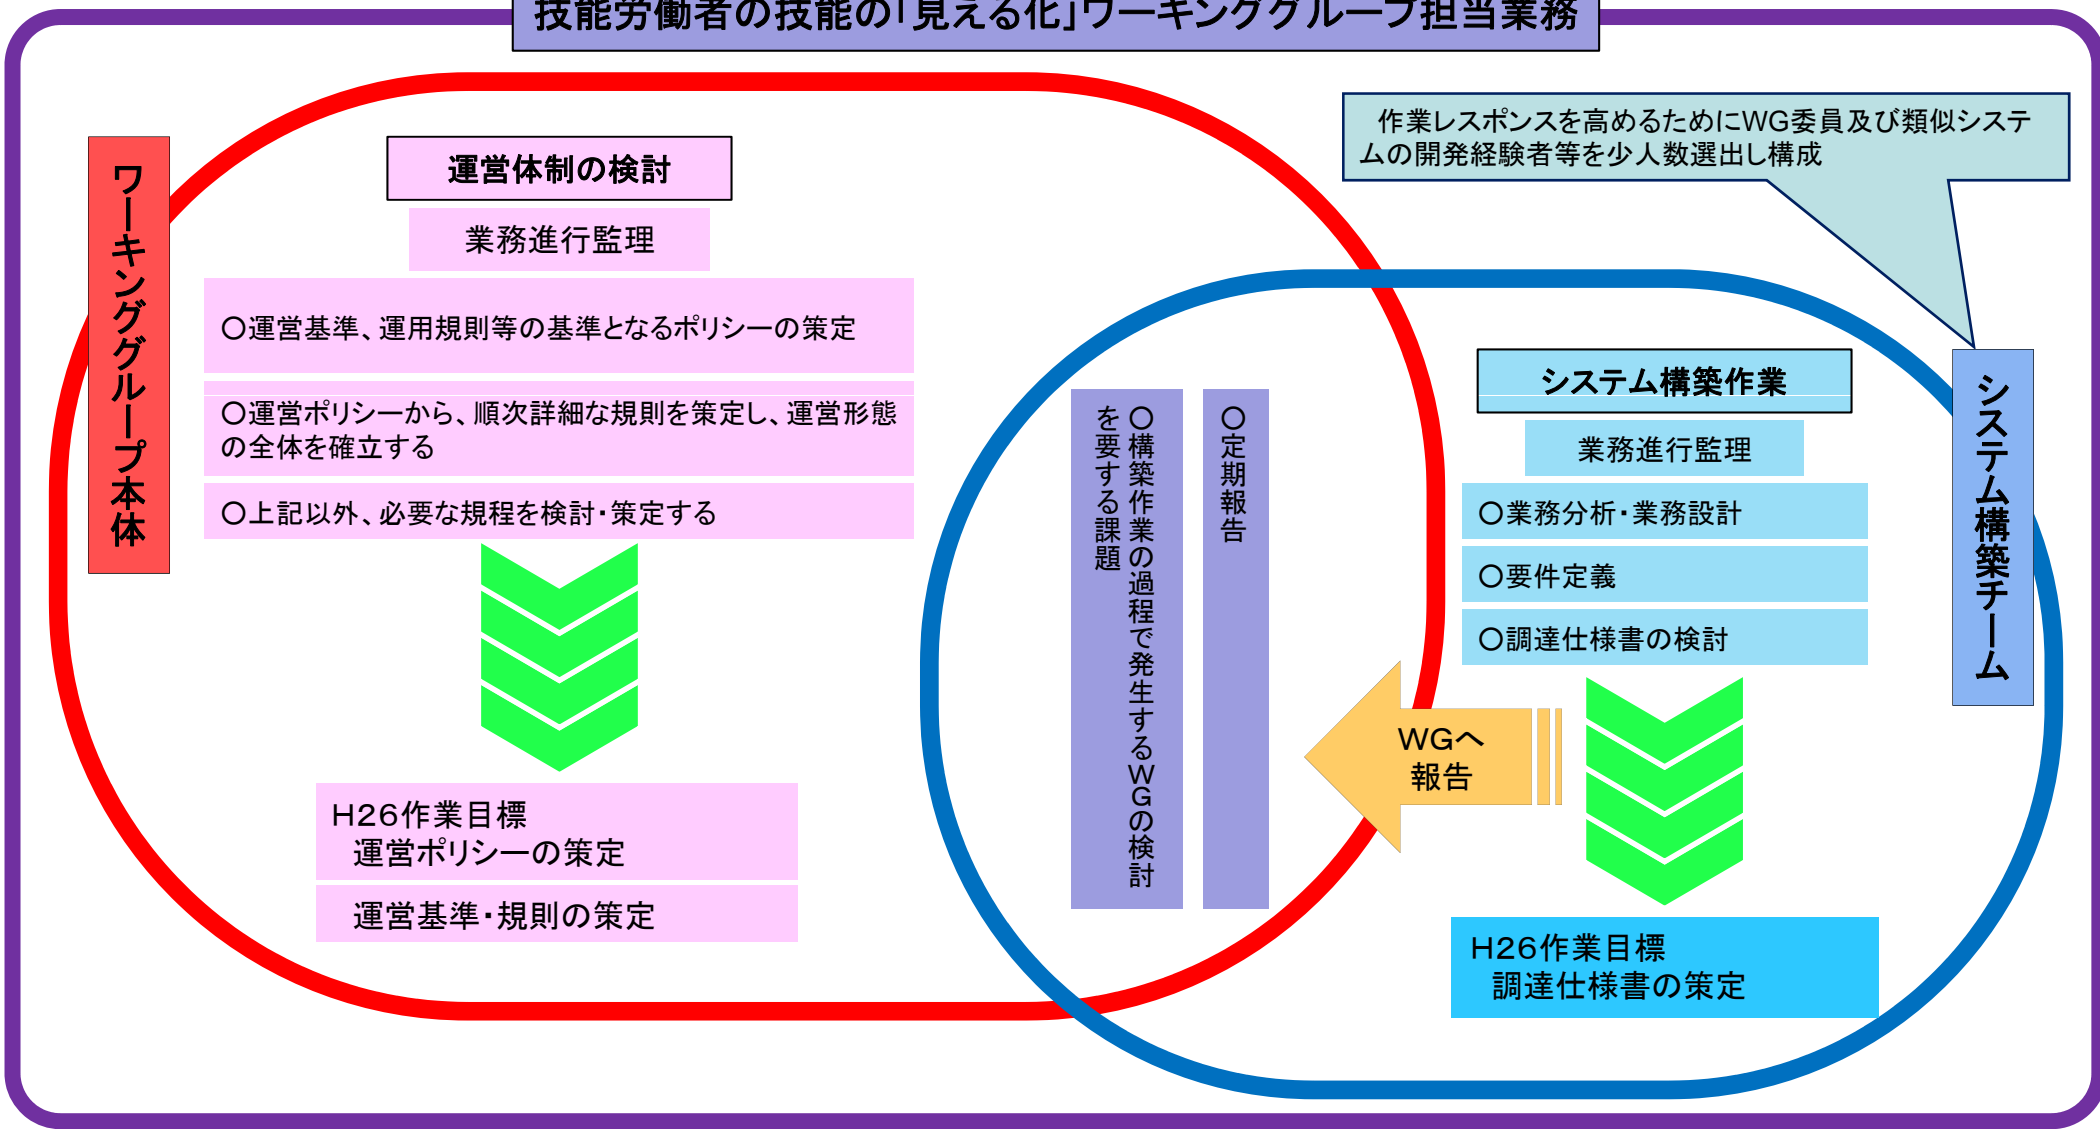 技能労働者の技能の「見える化」ワーキンググループ担当業務
作業レスポンスを高めるためにWG委員及び類似システ
ムの開発経験者等を少人数選出し構成
ワーキンググループ本体
運営体制の検討
業務進行監理
〇運営基準、運用規則等の基準となるポリシーの策定
〇運営ポリシーから、順次詳細な規則を策定し、運営形態
の全体を確立する
〇上記以外、必要な規程を検討・策定する
H26作業目標
運営ポリシーの策定
運営基準・規則の策定
〇定期報告
〇構築作業の過程で発生するWGの検討
を要する課題
システム構築チーム
システム構築作業
業務進行監理
〇業務分析・業務設計
〇要件定義
〇調達仕様書の検討
WGへ
報告
H26作業目標
調達仕様書の策定